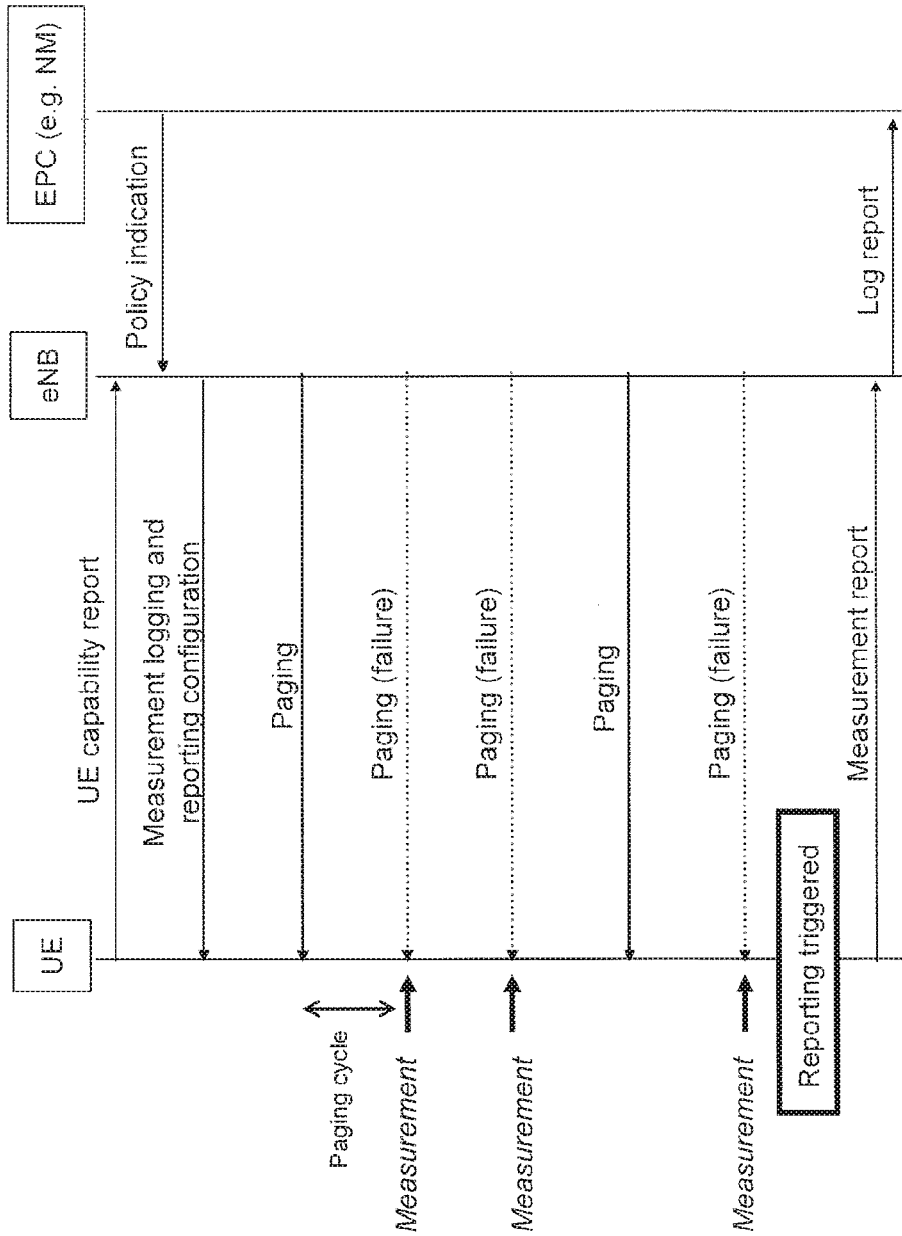 UE
eNB
EPC (e.g. NM)
UE capability report
Policy indication
Measurement logging and
reporting configuration
Paging
Paging cycle
Paging (failure)
Measurement
Paging (failure)
Measurement
Paging
Paging (failure)
Measurement
Reporting triggered
Measurement report
Log report